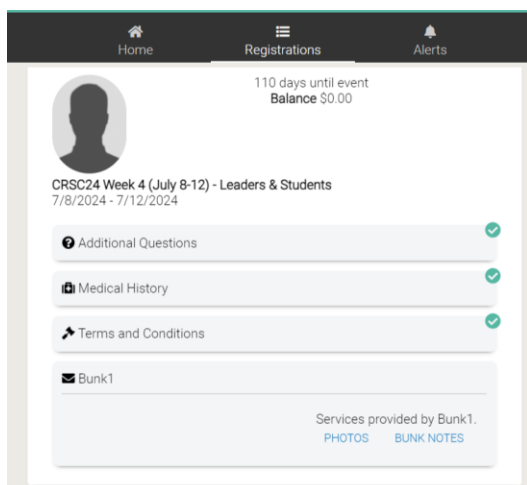 Home Registrations Alerts
110 days until event
Balance $0.00
CRSC24 Week 4 (July 8-12) - Leaders & Students
7/8/2024 - 7/12/2024
Additional Questions
Medical History
Terms and Conditions
Bunk1
Services provided by Bunk1.
PHOTOS BUNK NOTES